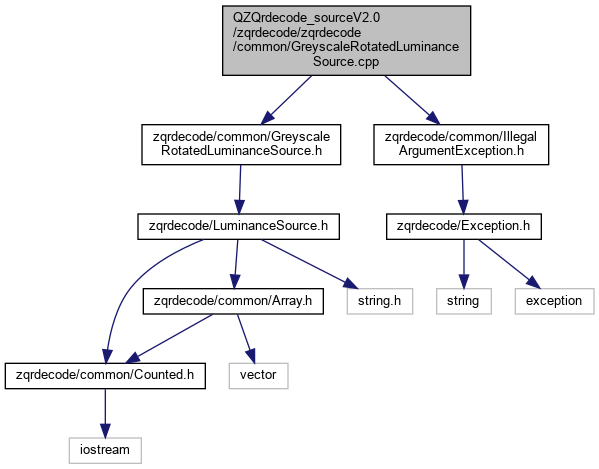 QZQrdecode_sourceV2.0
/zqrdecode/zqrdecode
/common/GreyscaleRotatedLuminance
Source.cpp
zqrdecode/common/Greyscale
RotatedLuminanceSource.h
zqrdecode/common/Illegal
ArgumentException.h
zqrdecode/LuminanceSource.h
zqrdecode/Exception.h
zqrdecode/common/Array.h
string.h
string
exception
zqrdecode/common/Counted.h
vector
iostream